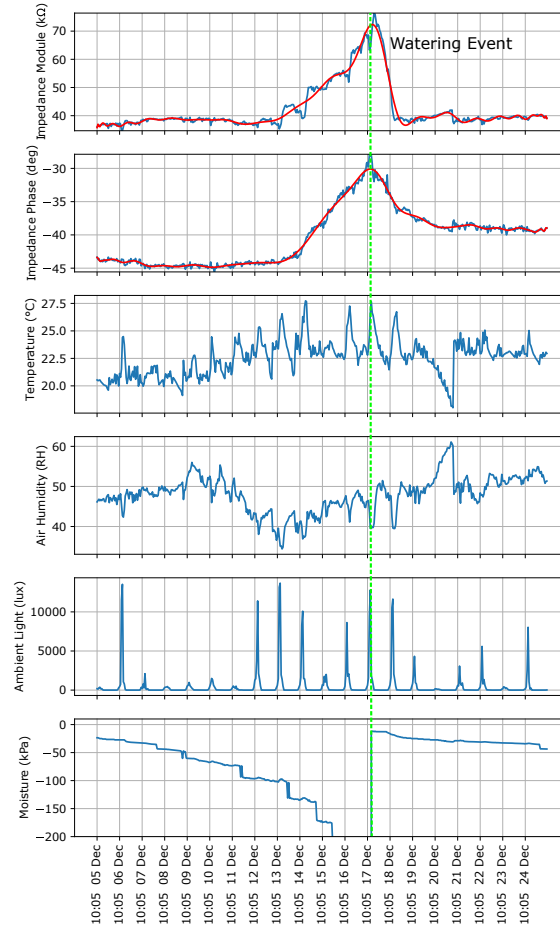 Impedance Module (kΩ)
70
60
50
40
Watering Event
Impedance Phase (deg)
−30
−35
−40
−45
Temperature (°C)
27.5
25.0
22.5
20.0
Air Humidity (RH)
60
50
40
Ambient Light (lux)
10000
5000
0
Moisture (kPa)
0
−50
−100
−150
−200
10:05 05 Dec
10:05 06 Dec
10:05 07 Dec
10:05 08 Dec
10:05 09 Dec
10:05 10 Dec
10:05 11 Dec
10:05 12 Dec
10:05 13 Dec
10:05 14 Dec
10:05 15 Dec
10:05 16 Dec
10:05 17 Dec
10:05 18 Dec
10:05 19 Dec
10:05 20 Dec
10:05 21 Dec
10:05 22 Dec
10:05 23 Dec
10:05 24 Dec